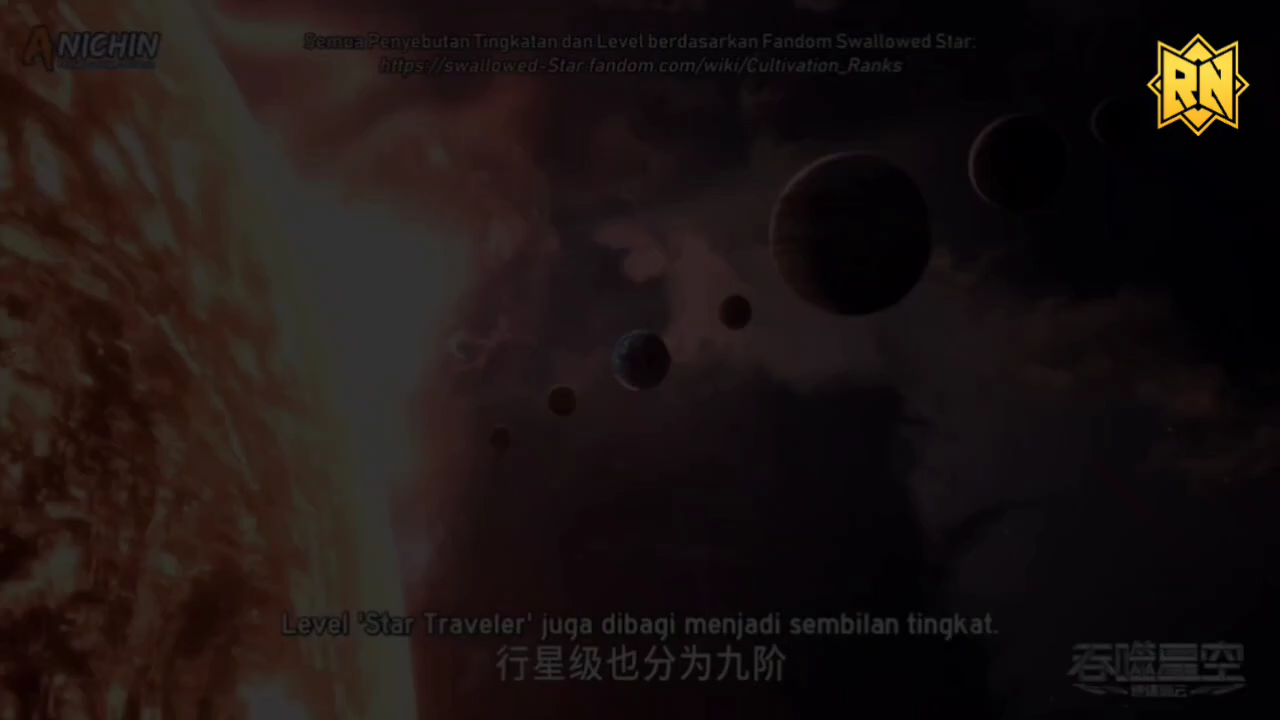 ANICHIN
Semua Penyebutan Tingkatan dan Level berdasarkan Fandom Swallowed Star:
https://swallowed-Star.fandom.com/wiki/Cultivation_Ranks
RN
Level 'Star Traveler' juga dibagi menjadi sembilan tingkat.
行星级也分为九阶
吞噬星空